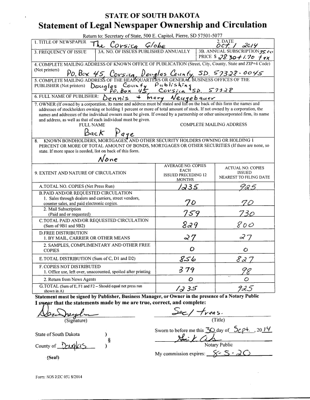 STATE OF SOUTH DAKOTA
Statement of Legal Newspaper Ownership and Circulation
Return to: Secretary of State, 500 E. Capitol, Pierre, SD 57501-5077
1. TITLE OF NEWSPAPER The Corsica Globe
2. DATE Oct. 1 2014
3. FREQUENCY OF ISSUE
3A. NO. OF ISSUES PUBLISHED ANNUALLY
3B. ANNUAL SUBSCRIPTION
PRICE $ 28.30 + 1.70 tax
4. COMPLETE MAILING ADDRESS OF KNOWN OFFICE OF PUBLICATION (Street, City, County, State and ZIP+4 Code)
(Not printers)
P.O. Box 45 Corsica, Douglas County SD 57328-0045
5. COMPLETE MAILING ADDRESS OF THE HEADQUARTERS OR GENERAL BUSINESS OFFICES OF THE
PUBLISHER (Not printer) Douglas County Publishing
P.O. Box 45 Corsica SD 57328
6. FULL NAME OF PUBLISHER: Dennis + Mary Neugebauer
7. OWNER (If owned by a corporation, its name and address must be stated and list on the back of this form the names and
addresses of stockholders owning or holding 1 percent or more of total amount of stock. If not owned by a corporation, the
names and addresses of the individual owners must be given. If owned by a partnership or other unincorporated firm, its name
and address, as well as that of each individual must be given.
FULL NAME
COMPLETE MAILING ADDRESS
Back Page
8. KNOWN BONDHOLDERS, MORTGAGEES, AND OTHER SECURITY HOLDERS OWNING OR HOLDING 1
PERCENT OR MORE OF TOTAL AMOUNT OF BONDS, MORTGAGES OR OTHER SECURITIES (If there are none, so
state. If more space is needed, list on back of this form.
None
9. EXTENT AND NATURE OF CIRCULATION
AVERAGE NO. COPIES
EACH
ISSUED PRECEDING 12
MONTHS
ACTUAL NO. COPIES
ISSUED
NEAREST TO FILING DATE
A. TOTAL NO. COPIES (Net Press Run) 1235 925
B. PAID AND/OR REQUESTED CIRCULATION
1. Sales through dealers and carriers, street vendors,
counter sales, and paid electronic copies. 70 70
2. Mail Subscription
(Paid and or requested) 759 730
C. TOTAL PAID AND/OR REQUESTED CIRCULATION
(Sum of 9B1 and 9B2) 829 800
D. FREE DISTRIBUTION
1. BY MAIL, CARRIER OR OTHER MEANS 27 27
2. SAMPLES, COMPLIMENTARY AND OTHER FREE
COPIES 0 0
E. TOTAL DISTRIBUTION (Sum of C, D1 and D2) 856 827
F. COPIES NOT DISTRIBUTED
1. Office use, left over, unaccounted, spoiled after printing 379 98
2. Return from News Agents 0 0
G. TOTAL (Sum of E, F1 and F2 - Should equal net press run
shown in A) 1235 925
Statement must be signed by Publisher, Business Manager, or Owner in the presence of a Notary Public
I swear that the statements made by me are true, correct, and complete:
Sec / Treas.
(Signature)
(Title)
State of South Dakota )
) §
County of Douglas )
Sworn to before me this 30 day of Sept., 2014
Notary Public
(Seal)
My commission expires: 8-5-20
Form: SOS REC 051 8/2014